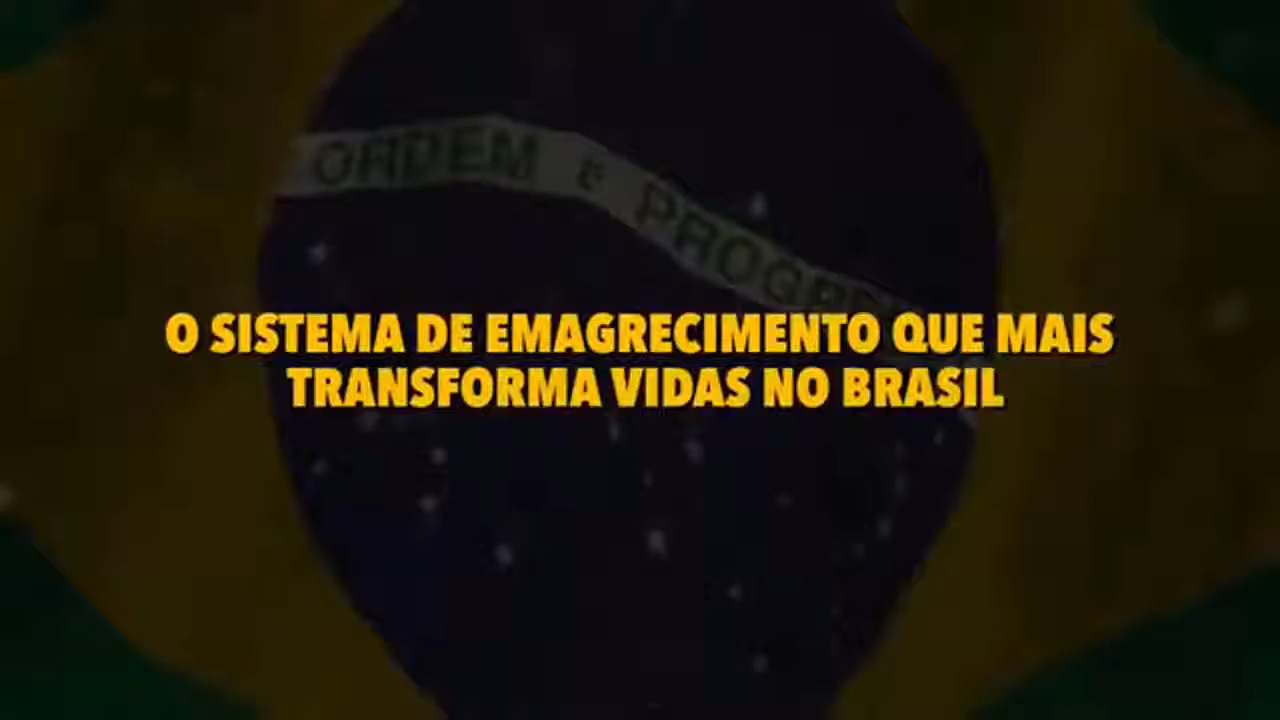 ORDEM E
O SISTEMA DE EMAGRECIMENTO QUE MAIS
TRANSFORMA VIDAS NO BRASIL